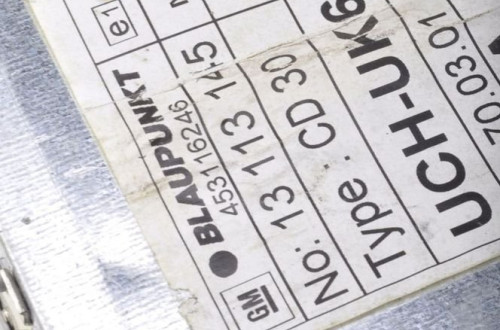 GM ● BLAUPUNKT e1
453116246
No: 13 113 145
Type . CD 30
UCH-UK6
70.03.01